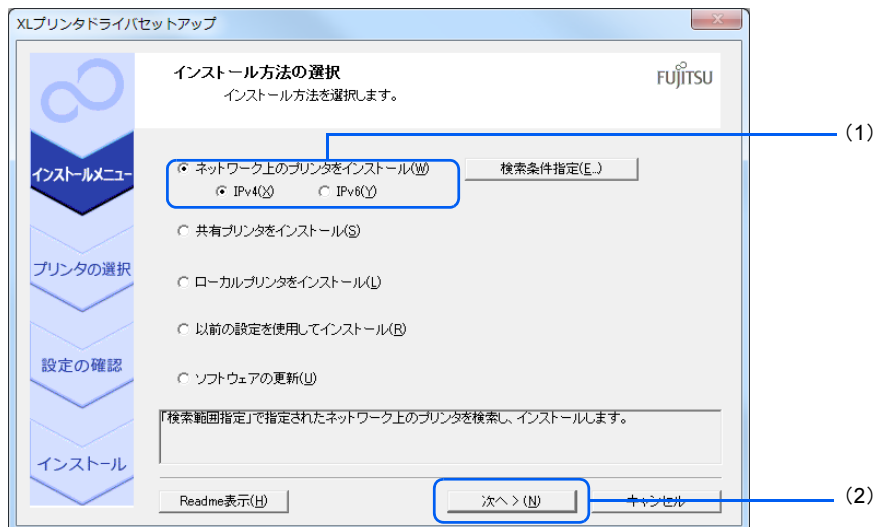 XLプリンタドライバセットアップ
インストール方法の選択
インストール方法を選択します。
FUJITSU
(1)
インストールメニュー
ネットワーク上のプリンタをインストール(W)
検索条件指定(E..)
IPv4(X) IPv6(Y)
共有プリンタをインストール(S)
プリンタの選択
ローカルプリンタをインストール(L)
以前の設定を使用してインストール(R)
設定の確認
ソフトウェアの更新(U)
「検索範囲指定」で指定されたネットワーク上のプリンタを検索し、インストールします。
インストール
Readme表示(H)
次へ > (N)
キャンセル
(2)